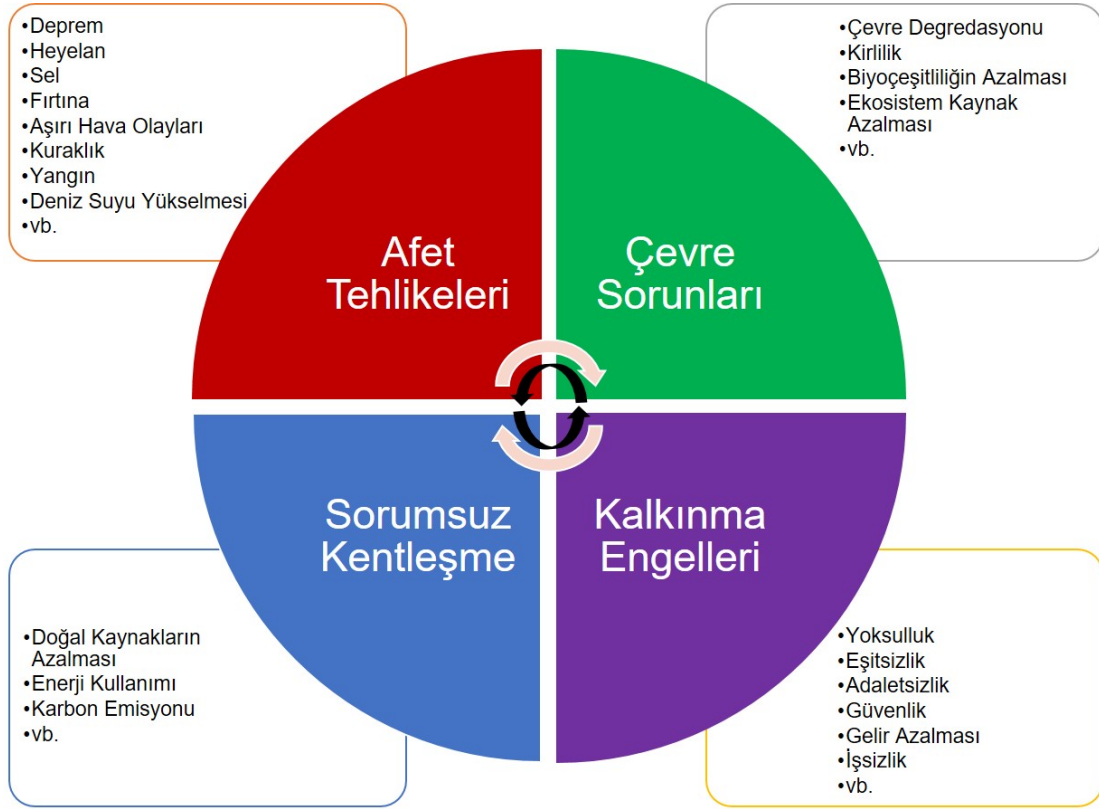 •Deprem
•Heyelan
•Sel
•Fırtına
•Aşırı Hava Olayları
•Kuraklık
•Yangın
•Deniz Suyu Yükselmesi
•vb.
•Çevre Degredasyonu
•Kirlilik
•Biyoçeşitliliğin Azalması
•Ekosistem Kaynak
Azalması
•vb.
Afet
Tehlikeleri
Çevre
Sorunları
Sorumsuz
Kentleşme
Kalkınma
Engelleri
•Doğal Kaynakların
Azalması
•Enerji Kullanımı
•Karbon Emisyonu
•vb.
•Yoksulluk
•Eşitsizlik
•Adaletsizlik
•Güvenlik
•Gelir Azalması
•İşsizlik
•vb.